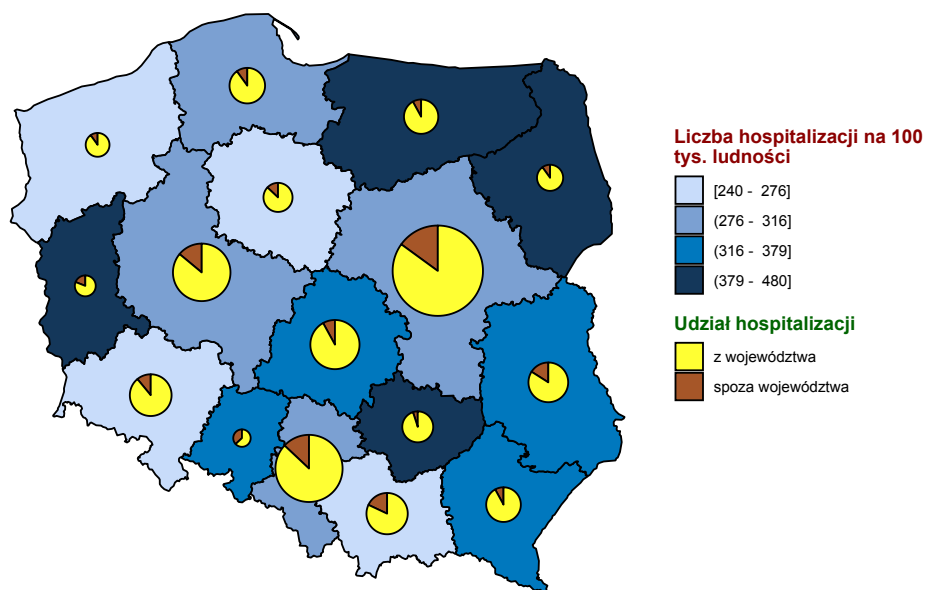 Liczba hospitalizacji na 100
tys. ludności
[240 - 276]
(276 - 316]
(316 - 379]
(379 - 480]
Udział hospitalizacji
z województwa
spoza województwa